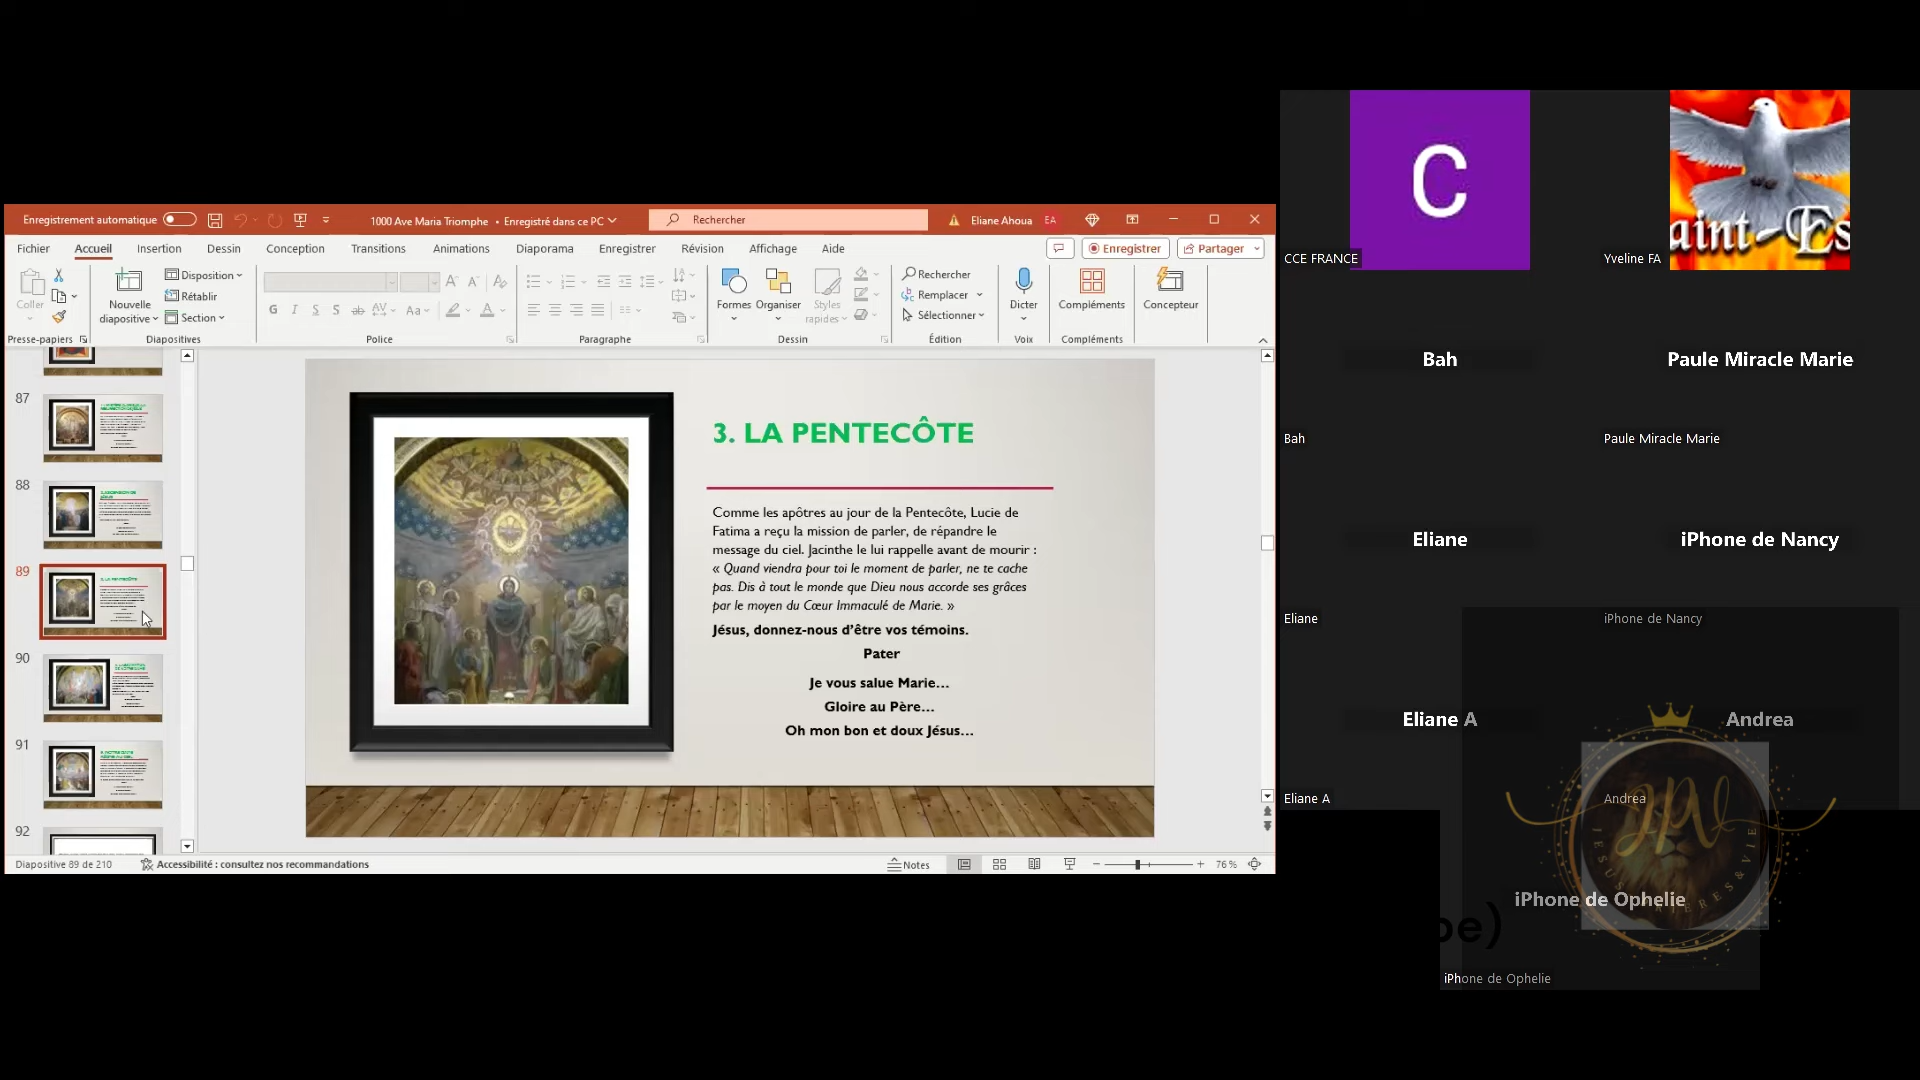 Enregistrement automatique
1000 Ave Maria Triomphe • Enregistré dans ce PC
Rechercher
Eliane Ahoua
EA
Fichier
Accueil
Insertion
Dessin
Conception
Transitions
Animations
Diaporama
Enregistrer
Révision
Affichage
Aide
Enregistrer
Partager
Coller
Nouvelle
diapositive
Disposition
Rétablir
Section
Formes
Organiser
Styles
rapides
Rechercher
Remplacer
Sélectionner
Dicter
Compléments
Concepteur
Presse-papiers
Diapositives
Police
Paragraphe
Dessin
Édition
Voix
Compléments
87
88
89
90
91
92
3. LA PENTECÔTE
Comme les apôtres au jour de la Pentecôte, Lucie de
Fatima a reçu la mission de parler, de répandre le
message du ciel. Jacinthe le lui rappelle avant de mourir :
« Quand viendra pour toi le moment de parler, ne te cache
pas. Dis à tout le monde que Dieu nous accorde ses grâces
par le moyen du Cœur Immaculé de Marie. »
Jésus, donnez-nous d’être vos témoins.
Pater
Je vous salue Marie…
Gloire au Père…
Oh mon bon et doux Jésus…
Diapositive 89 de 210
Accessibilité : consultez nos recommandations
Notes
76 %
C
CCE FRANCE
aint-Es
Yveline FA
Bah
Bah
Paule Miracle Marie
Paule Miracle Marie
Eliane
Eliane
iPhone de Nancy
iPhone de Nancy
Eliane A
Eliane A
Andrea
Andrea
iPhone de Ophelie
iPhone de Ophelie